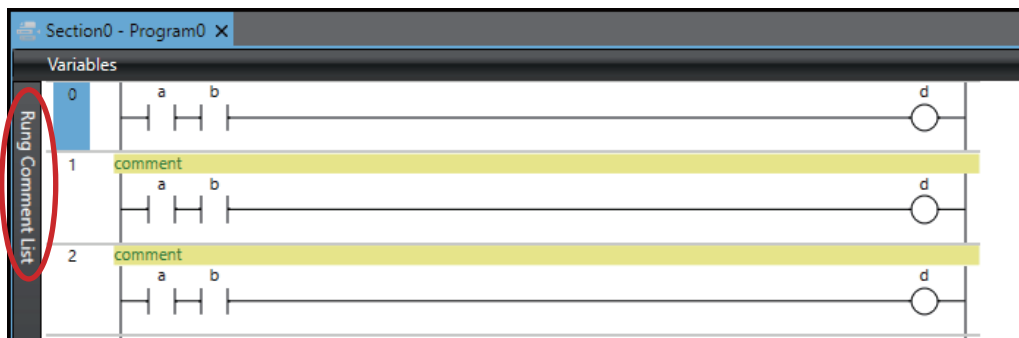 Section0 - Program0
Variables
Rung Comment List
0
a b d
1 comment
a b d
2 comment
a b d